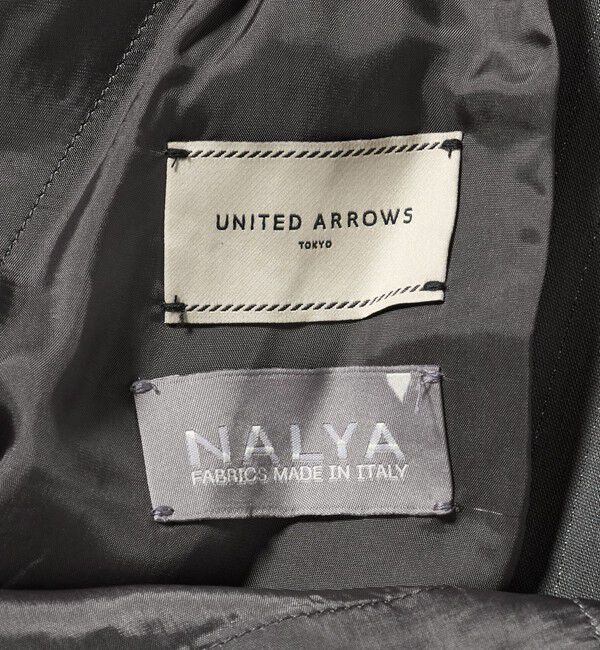 UNITED ARROWS
TOKYO
NALYA
FABRICS MADE IN ITALY